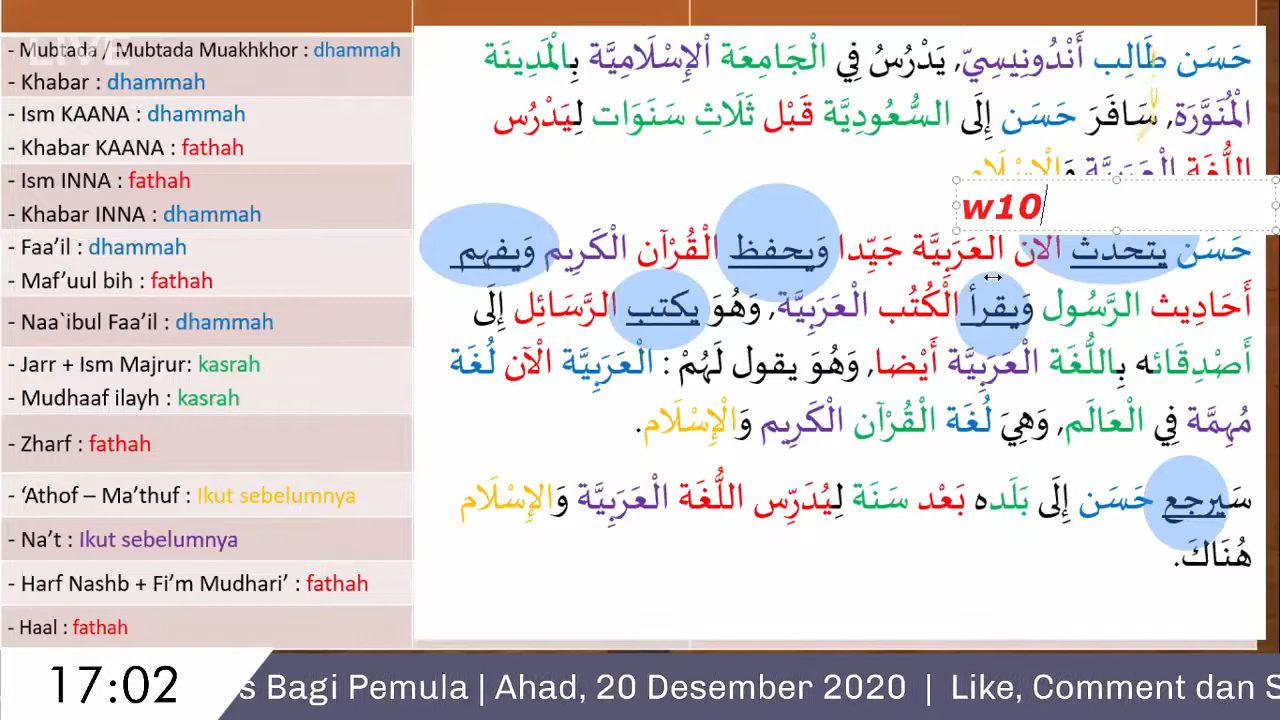 LIVE
- Mubtada / Mubtada Muakhkhor : dhammah
- Khabar : dhammah
- Ism KAANA : dhammah
- Khabar KAANA : fathah
- Ism INNA : fathah
- Khabar INNA : dhammah
- Faa’il : dhammah
- Maf’uul bih : fathah
- Naa`ibul Faa’il : dhammah
- Jarr + Ism Majrur: kasrah
- Mudhaaf ilayh : kasrah
- Zharf : fathah
- ‘Athof – Ma’thuf : Ikut sebelumnya
- Na’t : Ikut sebelumnya
- Harf Nashb + Fi’m Mudhari’ : fathah
- Haal : fathah
حَسَن طَالِب أَنْدُونِيسِيّ, يَدْرُسُ فِي الْجَامِعَة ألْإِسْلَامِيَّة بِالْمَدِينَة
الْمُنَوَّرَة, سَافَرَ حَسَن إِلَى السُّعُودِيَّة قَبْل ثَلَاثِ سَنَوَات لِيَدْرُس
اللُّغَة الْعَرَبِيَّة وَالْإِسْلَام
w10
حَسَن يتحدث الآن العَرَبِيَّة جَيِّدا وَيحفظ الْقُرْآن الْكَرِيم وَيفهم
أَحَادِيث الرَّسُول وَيقرأ الْكُتُب الْعَرَبِيَّة, وَهُوَ يكتب الرَّسَائِل إِلَى
أَصْدِقَائه بِاللُّغَة الْعَرَبِيَّة أَيْضا, وَهُوَ يقول لَهُمْ : الْعَرَبِيَّة الْآن لُغَة
مُهِمَّة فِي الْعَالَم, وَهِيَ لُغَة الْقُرْآن الْكَرِيم وَالْإِسْلَام.
سَيرجع حَسَن إِلَى بَلَده بَعْد سَنَة لِيُدَرِّس اللُّغَة الْعَرَبِيَّة وَالإِسْلَام
هُنَاكَ.
17:02 s Bagi Pemula | Ahad, 20 Desember 2020 | Like, Comment dan S